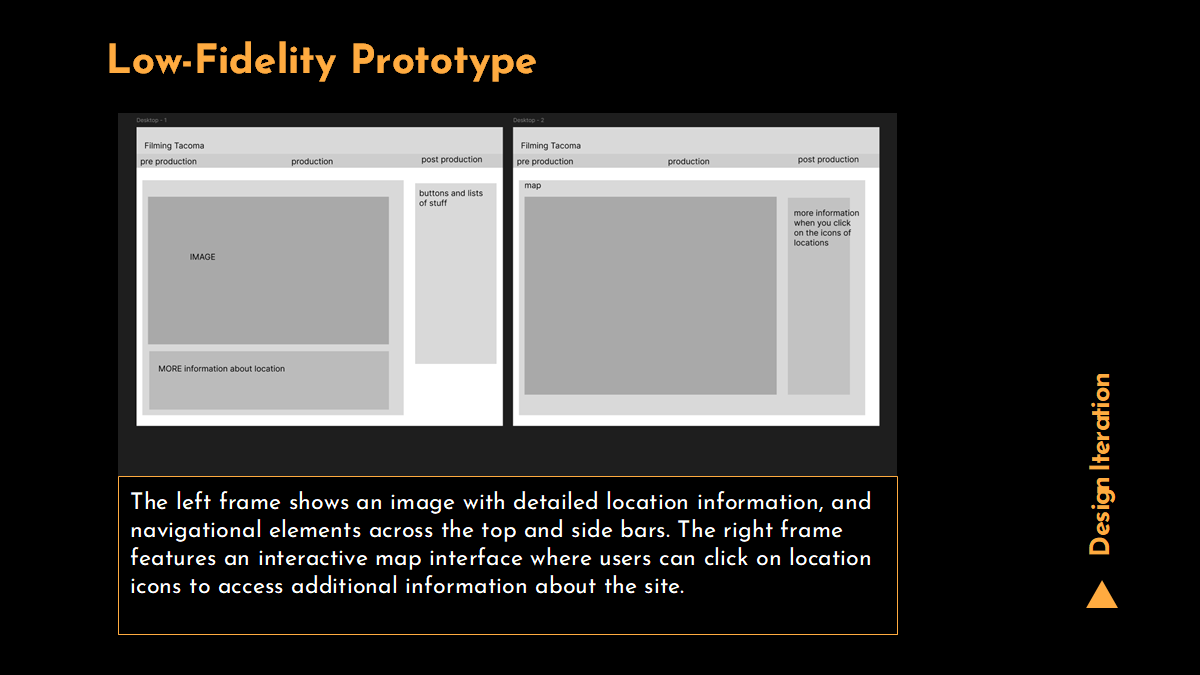 Low-Fidelity Prototype
Desktop - 1
Filming Tacoma
pre production
production
post production
IMAGE
MORE information about location
buttons and lists
of stuff
Desktop - 2
Filming Tacoma
pre production
production
post production
map
more information
when you click
on the icons of
locations
The left frame shows an image with detailed location information, and
navigational elements across the top and side bars. The right frame
features an interactive map interface where users can click on location
icons to access additional information about the site.
Design Iteration